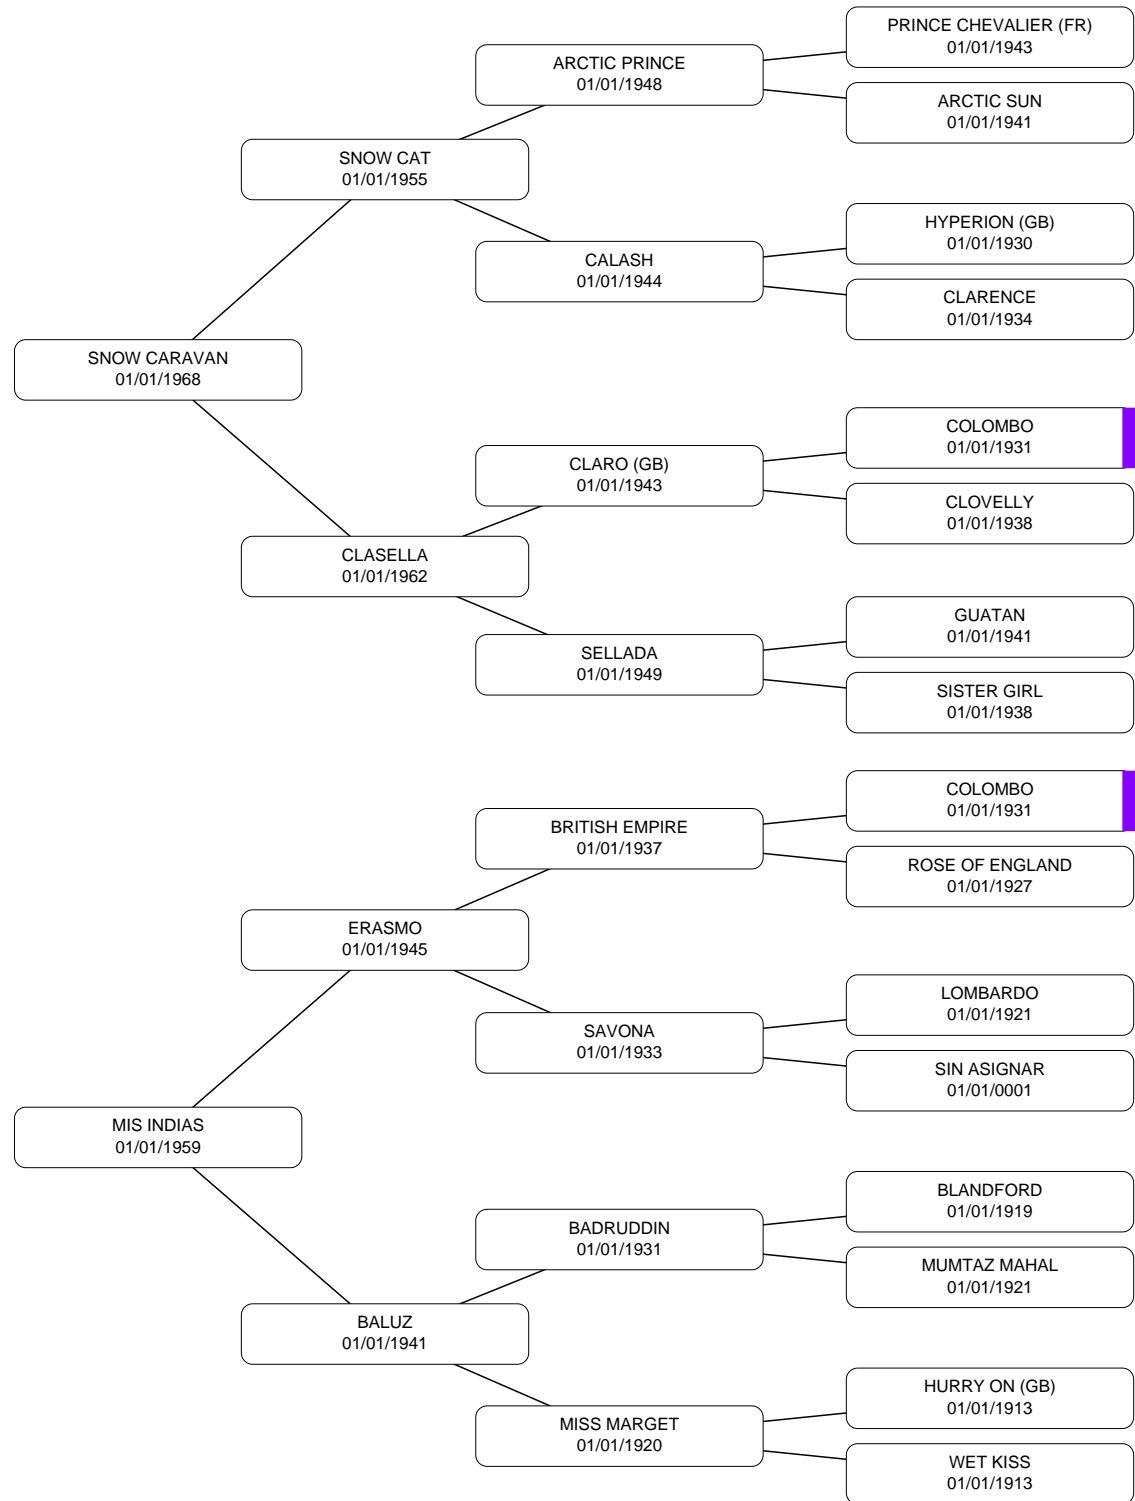 PRINCE CHEVALIER (FR)
01/01/1943
ARCTIC PRINCE
01/01/1948
ARCTIC SUN
01/01/1941
SNOW CAT
01/01/1955
HYPERION (GB)
01/01/1930
CALASH
01/01/1944
CLARENCE
01/01/1934
SNOW CARAVAN
01/01/1968
COLOMBO
01/01/1931
CLARO (GB)
01/01/1943
CLOVELLY
01/01/1938
CLASELLA
01/01/1962
GUATAN
01/01/1941
SELLADA
01/01/1949
SISTER GIRL
01/01/1938
COLOMBO
01/01/1931
BRITISH EMPIRE
01/01/1937
ROSE OF ENGLAND
01/01/1927
ERASMO
01/01/1945
LOMBARDO
01/01/1921
SAVONA
01/01/1933
SIN ASIGNAR
01/01/0001
MIS INDIAS
01/01/1959
BLANDFORD
01/01/1919
BADRUDDIN
01/01/1931
MUMTAZ MAHAL
01/01/1921
BALUZ
01/01/1941
HURRY ON (GB)
01/01/1913
MISS MARGET
01/01/1920
WET KISS
01/01/1913